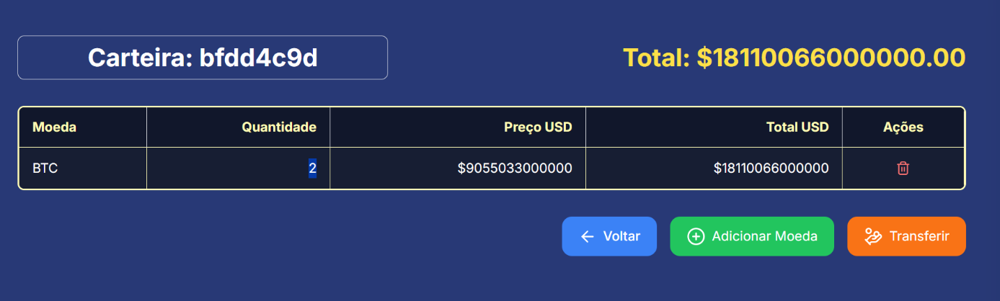 Carteira: bfdd4c9d
Total: $18110066000000.00
Moeda Quantidade Preço USD Total USD Ações
BTC 2 $9055033000000 $18110066000000
Voltar Adicionar Moeda Transferir